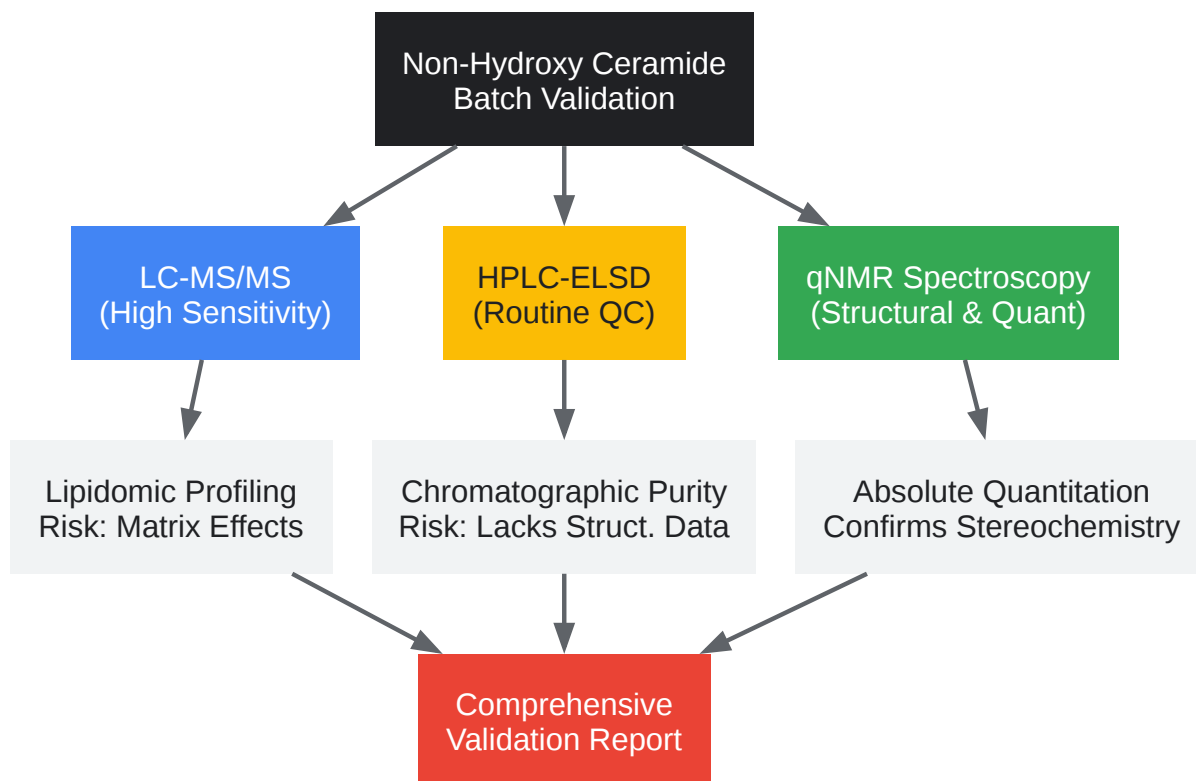 Non-Hydroxy Ceramide
Batch Validation
LC-MS/MS
(High Sensitivity)
HPLC-ELSD
(Routine QC)
qNMR Spectroscopy
(Structural & Quant)
Lipidomic Profiling
Risk: Matrix Effects
Chromatographic Purity
Risk: Lacks Struct. Data
Absolute Quantitation
Confirms Stereochemistry
Comprehensive
Validation Report